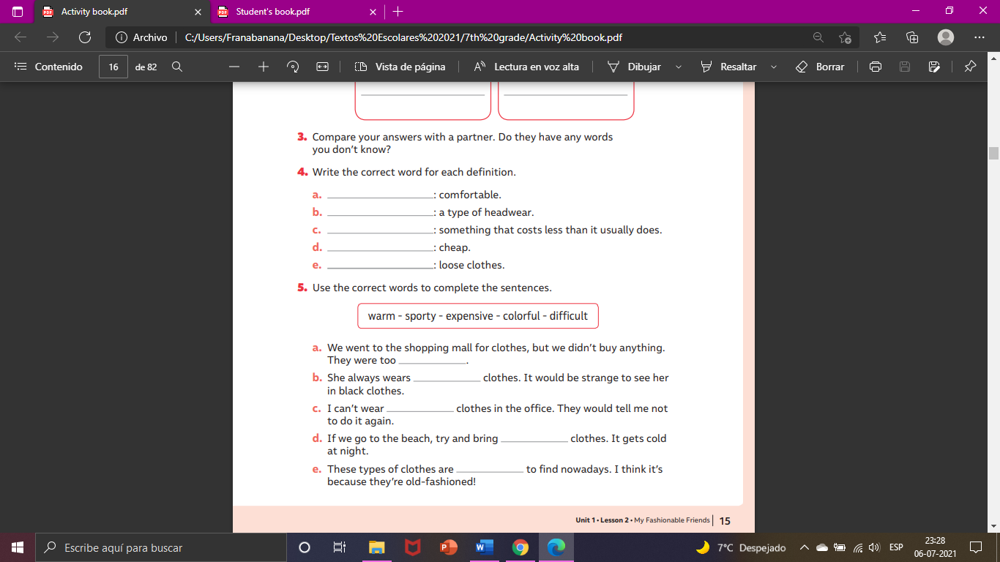 Activity book.pdf
Student's book.pdf
Archivo
C:/Users/Franabanana/Desktop/Textos%20Escolares%202021/7th%20grade/Activity%20book.pdf
Contenido
16
de 82
Vista de página
Lectura en voz alta
Dibujar
Resaltar
Borrar
3. Compare your answers with a partner. Do they have any words
you don't know?
4. Write the correct word for each definition.
a. : comfortable.
b. : a type of headwear.
c. : something that costs less than it usually does.
d. : cheap.
e. : loose clothes.
5. Use the correct words to complete the sentences.
warm - sporty - expensive - colorful - difficult
a. We went to the shopping mall for clothes, but we didn't buy anything.
They were too ____________.
b. She always wears ____________ clothes. It would be strange to see her
in black clothes.
c. I can't wear ____________ clothes in the office. They would tell me not
to do it again.
d. If we go to the beach, try and bring ____________ clothes. It gets cold
at night.
e. These types of clothes are ____________ to find nowadays. I think it's
because they're old-fashioned!
Unit 1 • Lesson 2 • My Fashionable Friends 15
Escribe aquí para buscar
7°C Despejado
ESP
23:28
06-07-2021